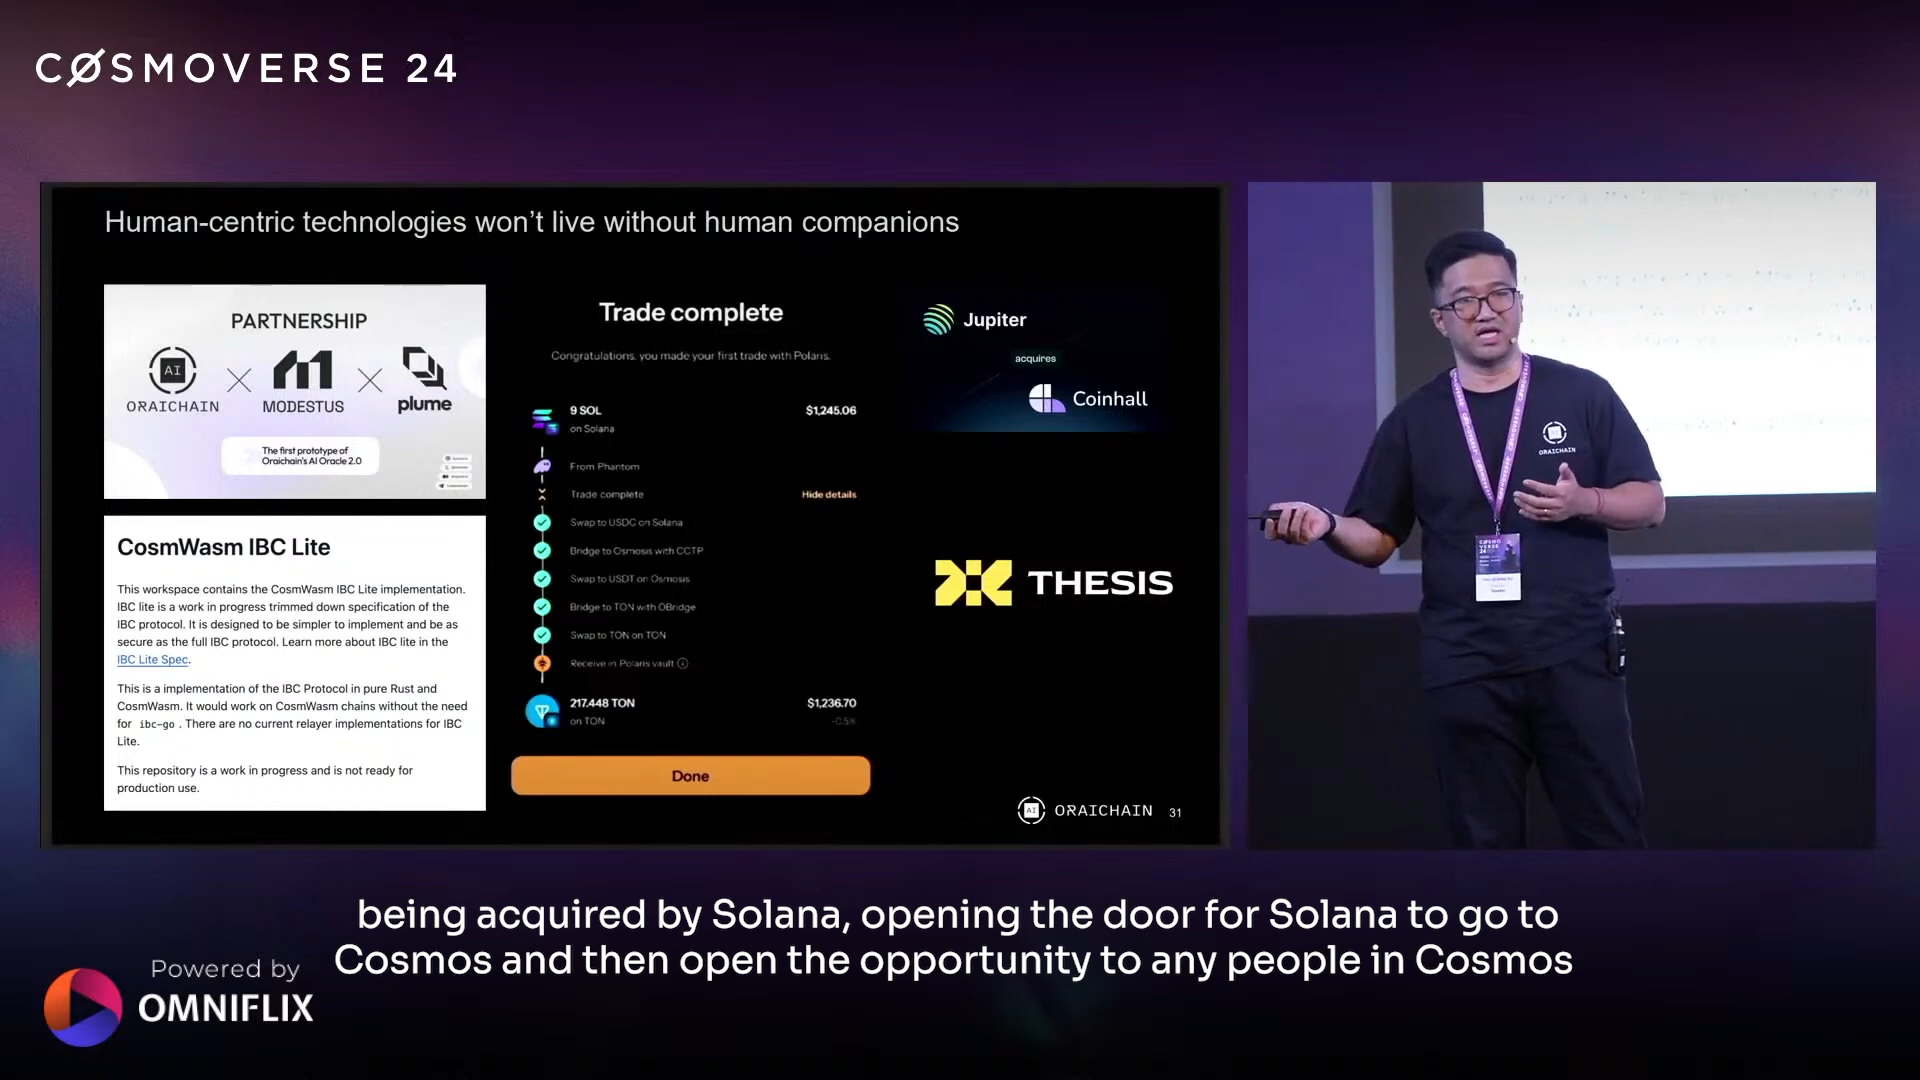 CØSMOVERSE 24
Human-centric technologies won't live without human companions
PARTNERSHIP
AI
ORAICHAIN
MODESTUS
plume
The first prototype of
Oraichain's AI Oracle 2.0
CosmWasm IBC Lite
This workspace contains the CosmWasm IBC Lite implementation.
IBC lite is a work in progress trimmed down specification of the
IBC protocol. It is designed to be simpler to implement and be as
secure as the full IBC protocol. Learn more about IBC lite in the
IBC Lite Spec.
This is a implementation of the IBC Protocol in pure Rust and
CosmWasm. It would work on CosmWasm chains without the need
for ibc-go . There are no current relayer implementations for IBC
Lite.
This repository is a work in progress and is not ready for
production use.
Trade complete
Congratulations, you made your first trade with Polaris.
9 SOL $1,245.06
on Solana
From Phantom
Trade complete Hide details
Swap to USDC on Solana
Bridge to Osmosis with CCTP
Swap to USDT on Osmosis
Bridge to TON with OBridge
Swap to TON on TON
Receive in Polaris vault
217.448 TON $1,236.70
on TON -0.5%
Done
Jupiter
acquires
Coinhall
THESIS
AI ORAICHAIN 31
ORAICHAIN
being acquired by Solana, opening the door for Solana to go to
Cosmos and then open the opportunity to any people in Cosmos
Powered by
OMNIFLIX